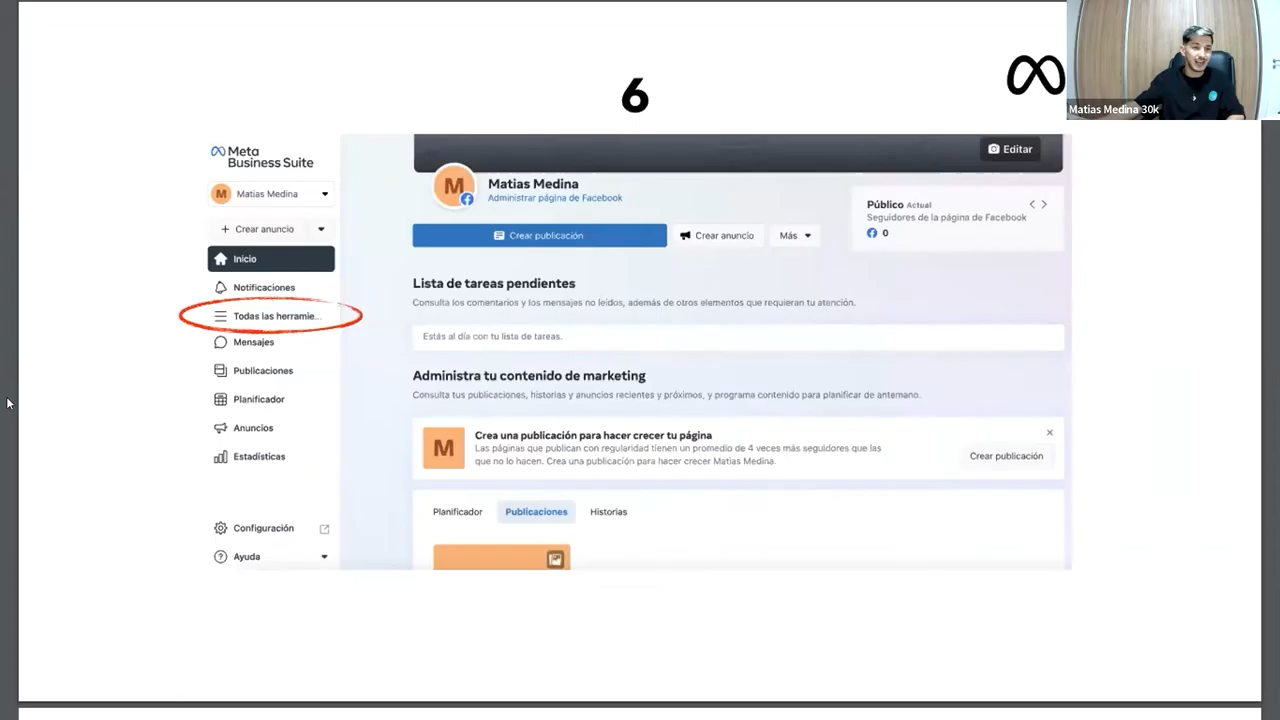 6
Matias Medina 30k
Meta
Business Suite
M
Matias Medina
+ Crear anuncio
Inicio
Notificaciones
Todas las herramie...
Mensajes
Publicaciones
Planificador
Anuncios
Estadísticas
Configuración
Ayuda
Editar
M
Matias Medina
Administrar página de Facebook
Crear publicación
Crear anuncio
Más
Público Actual
Seguidores de la página de Facebook
0
Lista de tareas pendientes
Consulta los comentarios y los mensajes no leídos, además de otros elementos que requieran tu atención.
Estás al día con tu lista de tareas.
Administra tu contenido de marketing
Consulta tus publicaciones, historias y anuncios recientes y próximos, y programa contenido para planificar de antemano.
M
Crea una publicación para hacer crecer tu página
Las páginas que publican con regularidad tienen un promedio de 4 veces más seguidores que las
que no lo hacen. Crea una publicación para hacer crecer Matias Medina.
Crear publicación
Planificador
Publicaciones
Historias